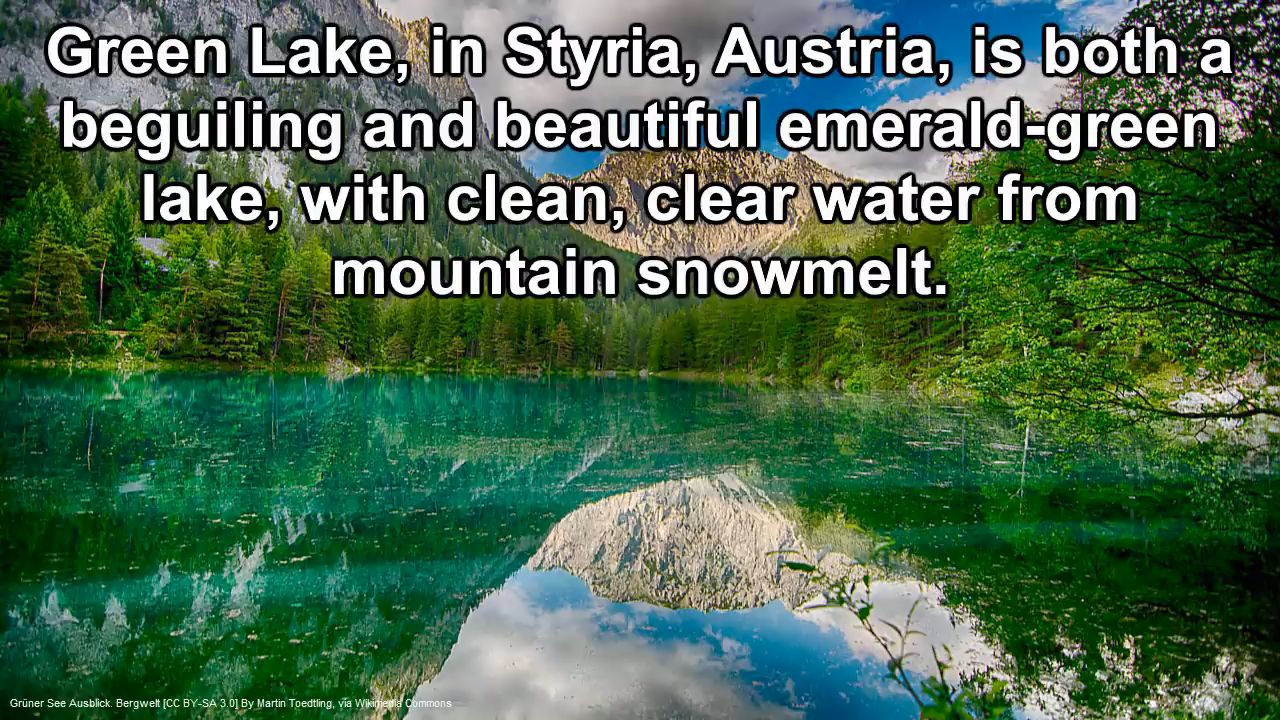 Green Lake, in Styria, Austria, is both a
beguiling and beautiful emerald-green
lake, with clean, clear water from
mountain snowmelt.
Grüner See Ausblick. Bergwelt [CC BY-SA 3.0] By Martin Toedtling, via Wikimedia Commons